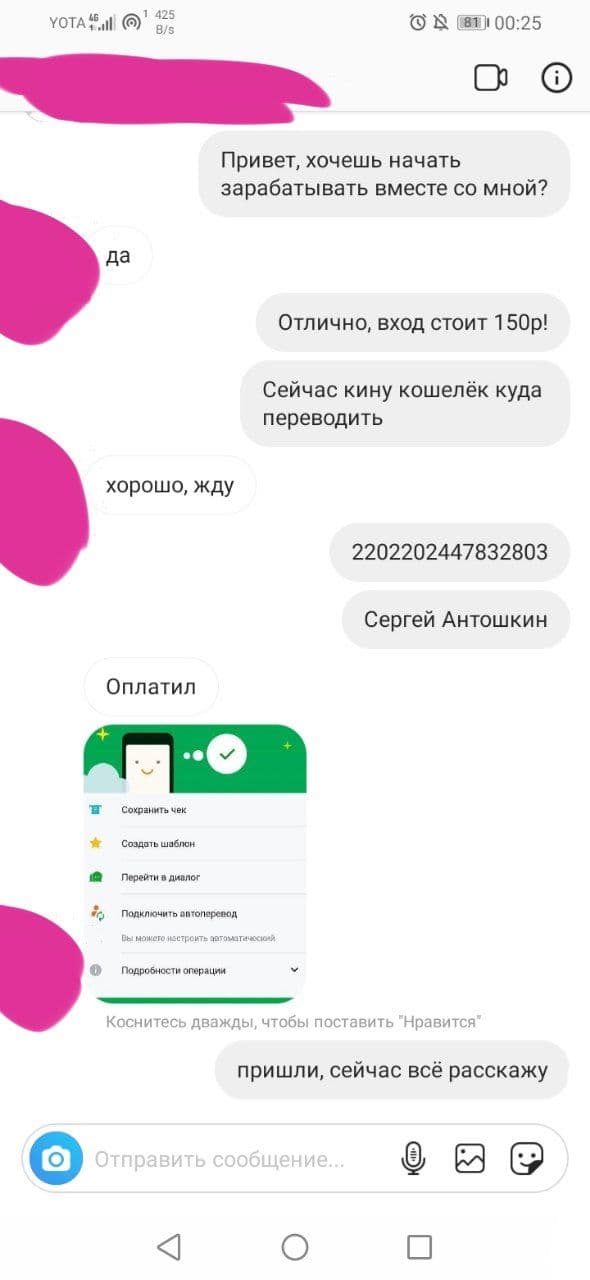 YOTA 4G 1 425
B/s
81 00:25
Привет, хочешь начать
зарабатывать вместе со мной?
да
Отлично, вход стоит 150р!
Сейчас кину кошелёк куда
переводить
хорошо, жду
2202202447832803
Сергей Антошкин
Оплатил
Сохранить чек
Создать шаблон
Перейти в диалог
Подключить автоперевод
Вы можете настроить автоматический
Подробности операции
Коснитесь дважды, чтобы поставить "Нравится"
пришли, сейчас всё расскажу
Отправить сообщение...